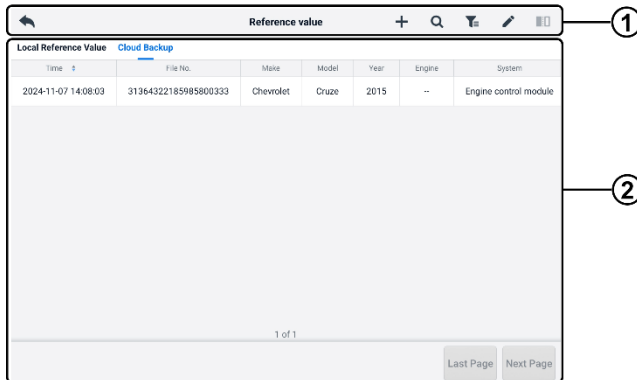 Reference value
1
Local Reference Value Cloud Backup
Time File No. Make Model Year Engine System
2024-11-07 14:08:03 31364322185985800333 Chevrolet Cruze 2015 -- Engine control module
2
1 of 1
Last Page Next Page